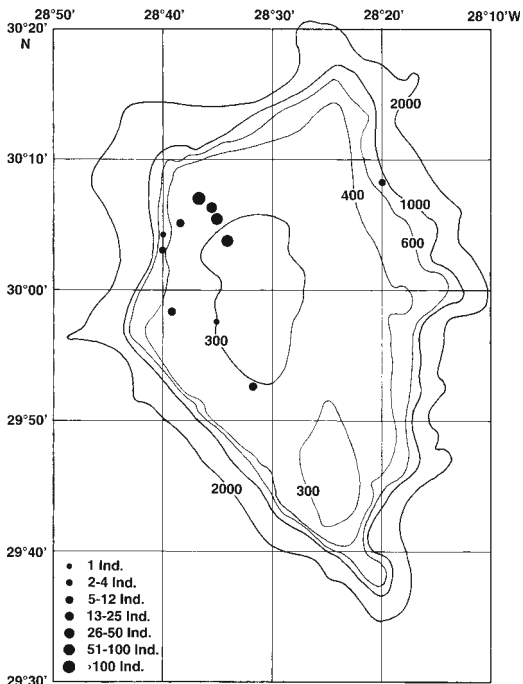 28°50' 28°40' 28°30' 28°20' 28°10'W
30°20'
N
2000
30°10'
400
1000
600
30°00'
300
29°50'
300
2000
29°40'
1 Ind.
2-4 Ind.
5-12 Ind.
13-25 Ind.
26-50 Ind.
51-100 Ind.
›100 Ind.
29°30'